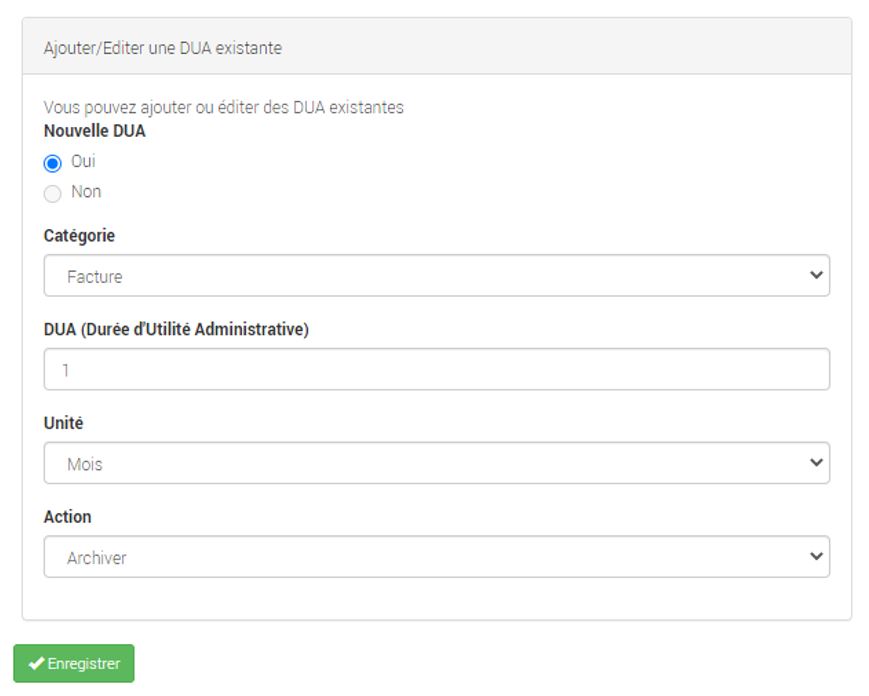 Ajouter/Editer une DUA existante
Vous pouvez ajouter ou éditer des DUA existantes
Nouvelle DUA
Oui
Non
Catégorie
Facture
DUA (Durée d'Utilité Administrative)
1
Unité
Mois
Action
Archiver
Enregistrer